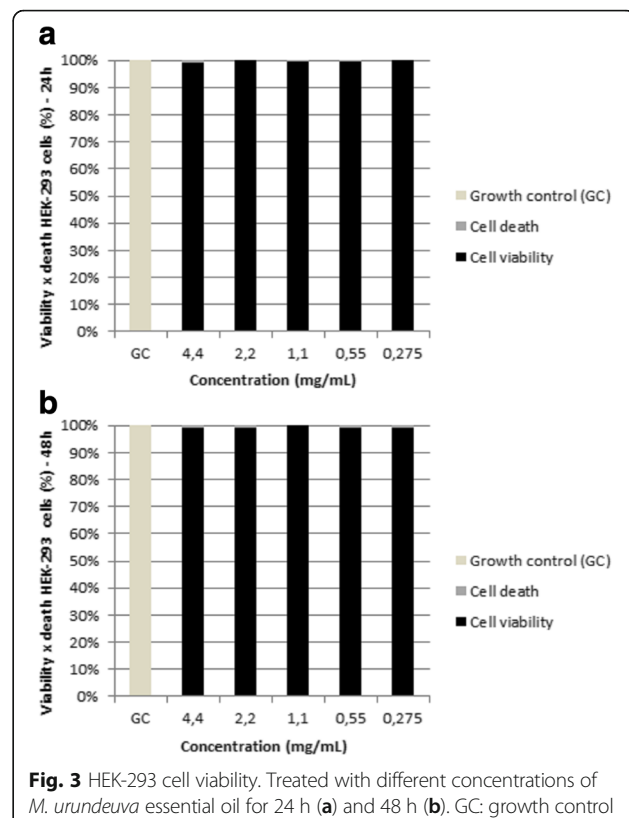 a
Viability x death HEK-293 cells (%) - 24h
100%
90%
80%
70%
60%
50%
40%
30%
20%
10%
0%
GC 4,4 2,2 1,1 0,55 0,275
Concentration (mg/mL)
Growth control (GC)
Cell death
Cell viability
b
Viability x death HEK-293 cells (%) - 48h
100%
90%
80%
70%
60%
50%
40%
30%
20%
10%
0%
GC 4,4 2,2 1,1 0,55 0,275
Concentration (mg/mL)
Growth control (GC)
Cell death
Cell viability
Fig. 3 HEK-293 cell viability. Treated with different concentrations of
M. urundeuva essential oil for 24 h (a) and 48 h (b). GC: growth control